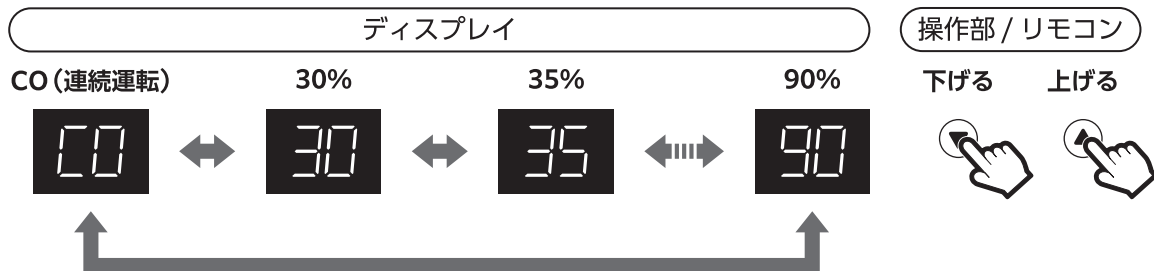 ディスプレイ
操作部 / リモコン
CO(連続運転)
30%
35%
90%
下げる
上げる
CO
30
35
90